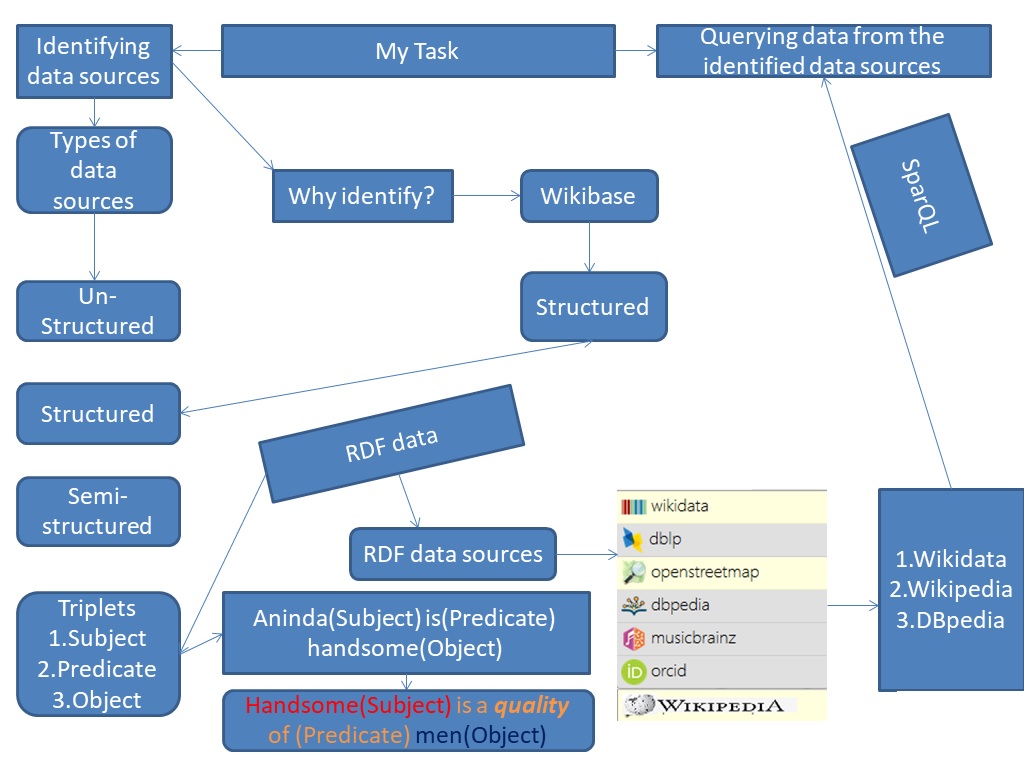 Identifying
data sources
My Task
Querying data from the
identified data sources
Types of
data
sources
Why identify?
Wikibase
SparQL
Un-
Structured
Structured
Structured
RDF data
Semi-
structured
RDF data sources
wikidata
dblp
openstreetmap
dbpedia
musicbrainz
orcid
WIKIPEDIA
1.Wikidata
2.Wikipedia
3.DBpedia
Triplets
1.Subject
2.Predicate
3.Object
Aninda(Subject) is(Predicate)
handsome(Object)
Handsome(Subject) is a quality
of (Predicate) men(Object)